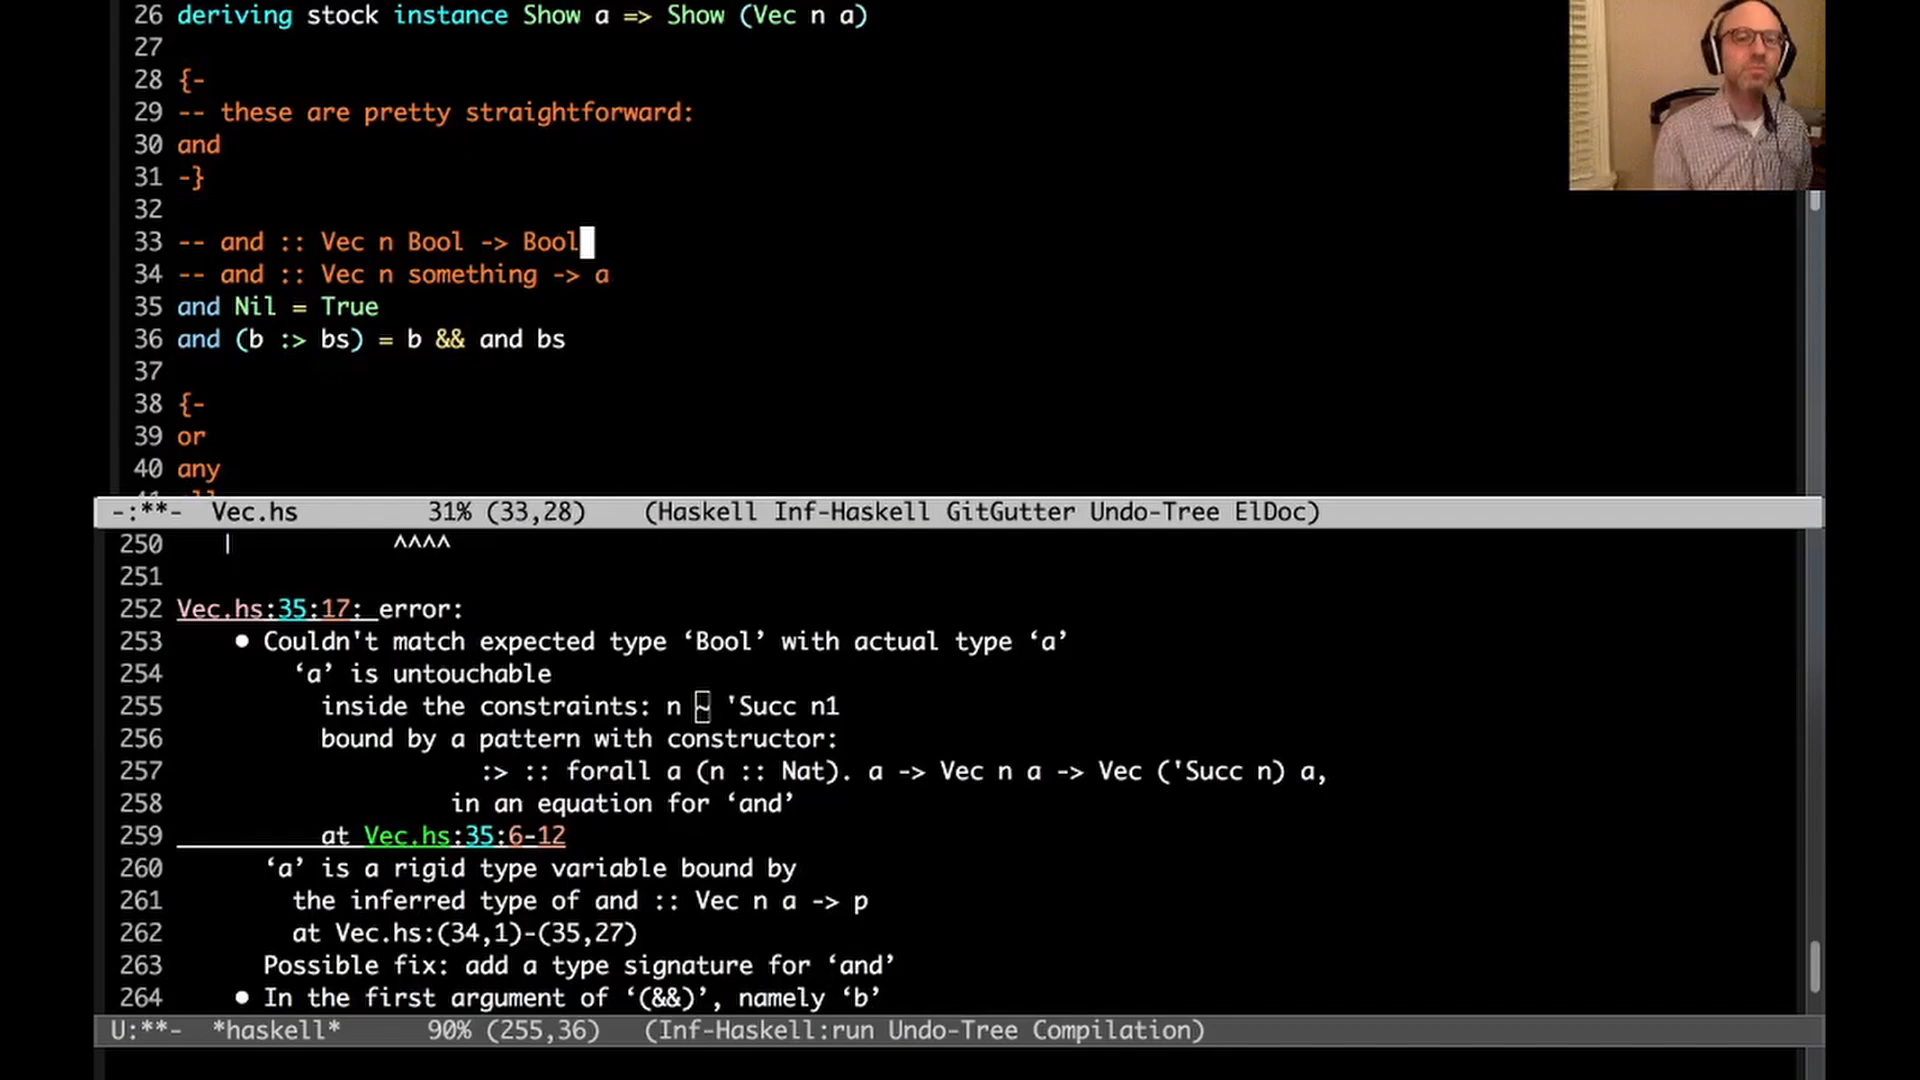 26 deriving stock instance Show a => Show (Vec n a)
27
28 {-
29 -- these are pretty straightforward:
30 and
31 -}
32
33 -- and :: Vec n Bool -> Bool
34 -- and :: Vec n something -> a
35 and Nil = True
36 and (b :> bs) = b && and bs
37
38 {-
39 or
40 any
-:**- Vec.hs 31% (33,28) (Haskell Inf-Haskell GitGutter Undo-Tree ElDoc)
250 | ^^^^
251
252 Vec.hs:35:17: error:
253 • Couldn't match expected type ‘Bool’ with actual type ‘a’
254 ‘a’ is untouchable
255 inside the constraints: n ~ 'Succ n1
256 bound by a pattern with constructor:
257 :> :: forall a (n :: Nat). a -> Vec n a -> Vec ('Succ n) a,
258 in an equation for ‘and’
259 at Vec.hs:35:6-12
260 ‘a’ is a rigid type variable bound by
261 the inferred type of and :: Vec n a -> p
262 at Vec.hs:(34,1)-(35,27)
263 Possible fix: add a type signature for ‘and’
264 • In the first argument of ‘(&&)’, namely ‘b’
U:**- *haskell* 90% (255,36) (Inf-Haskell:run Undo-Tree Compilation)